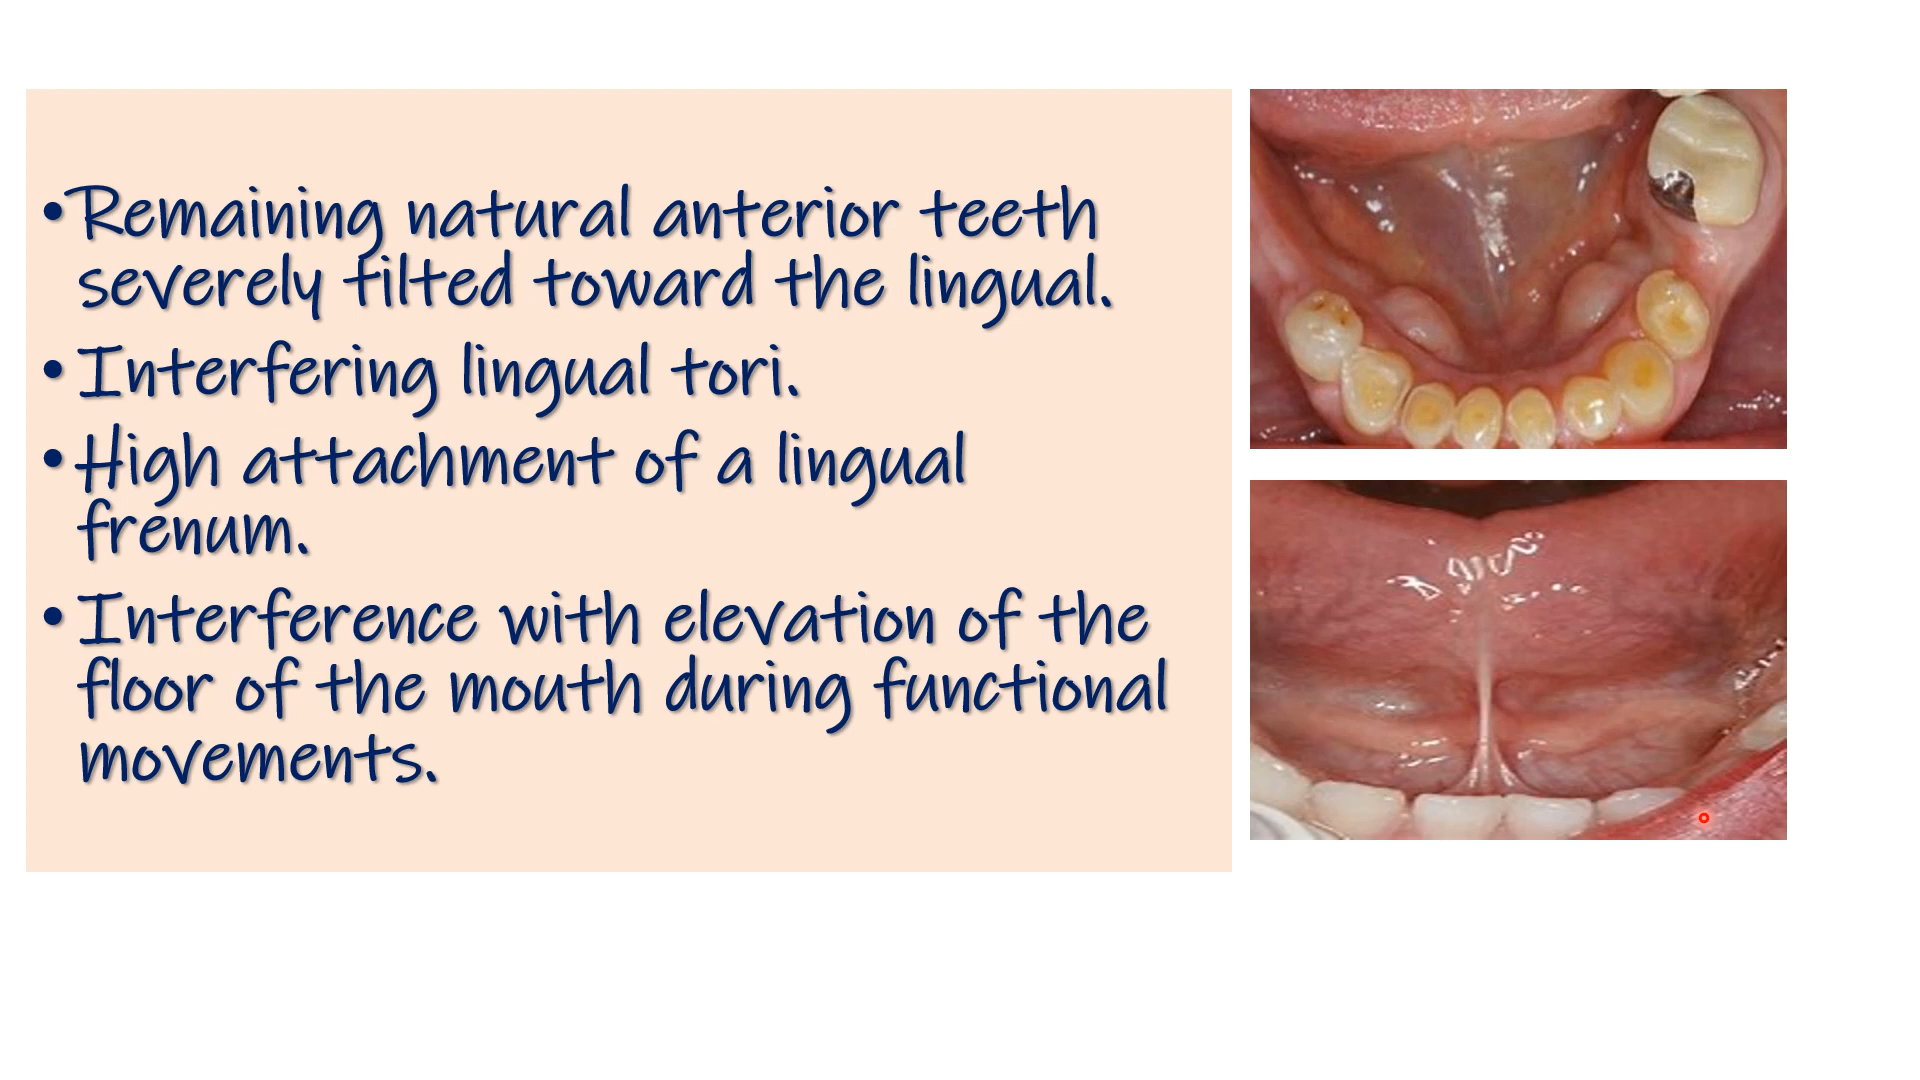 •Remaining natural anterior teeth
severely tilted toward the lingual.
• Interfering lingual tori.
• High attachment of a lingual
frenum.
• Interference with elevation of the
floor of the mouth during functional
movements.